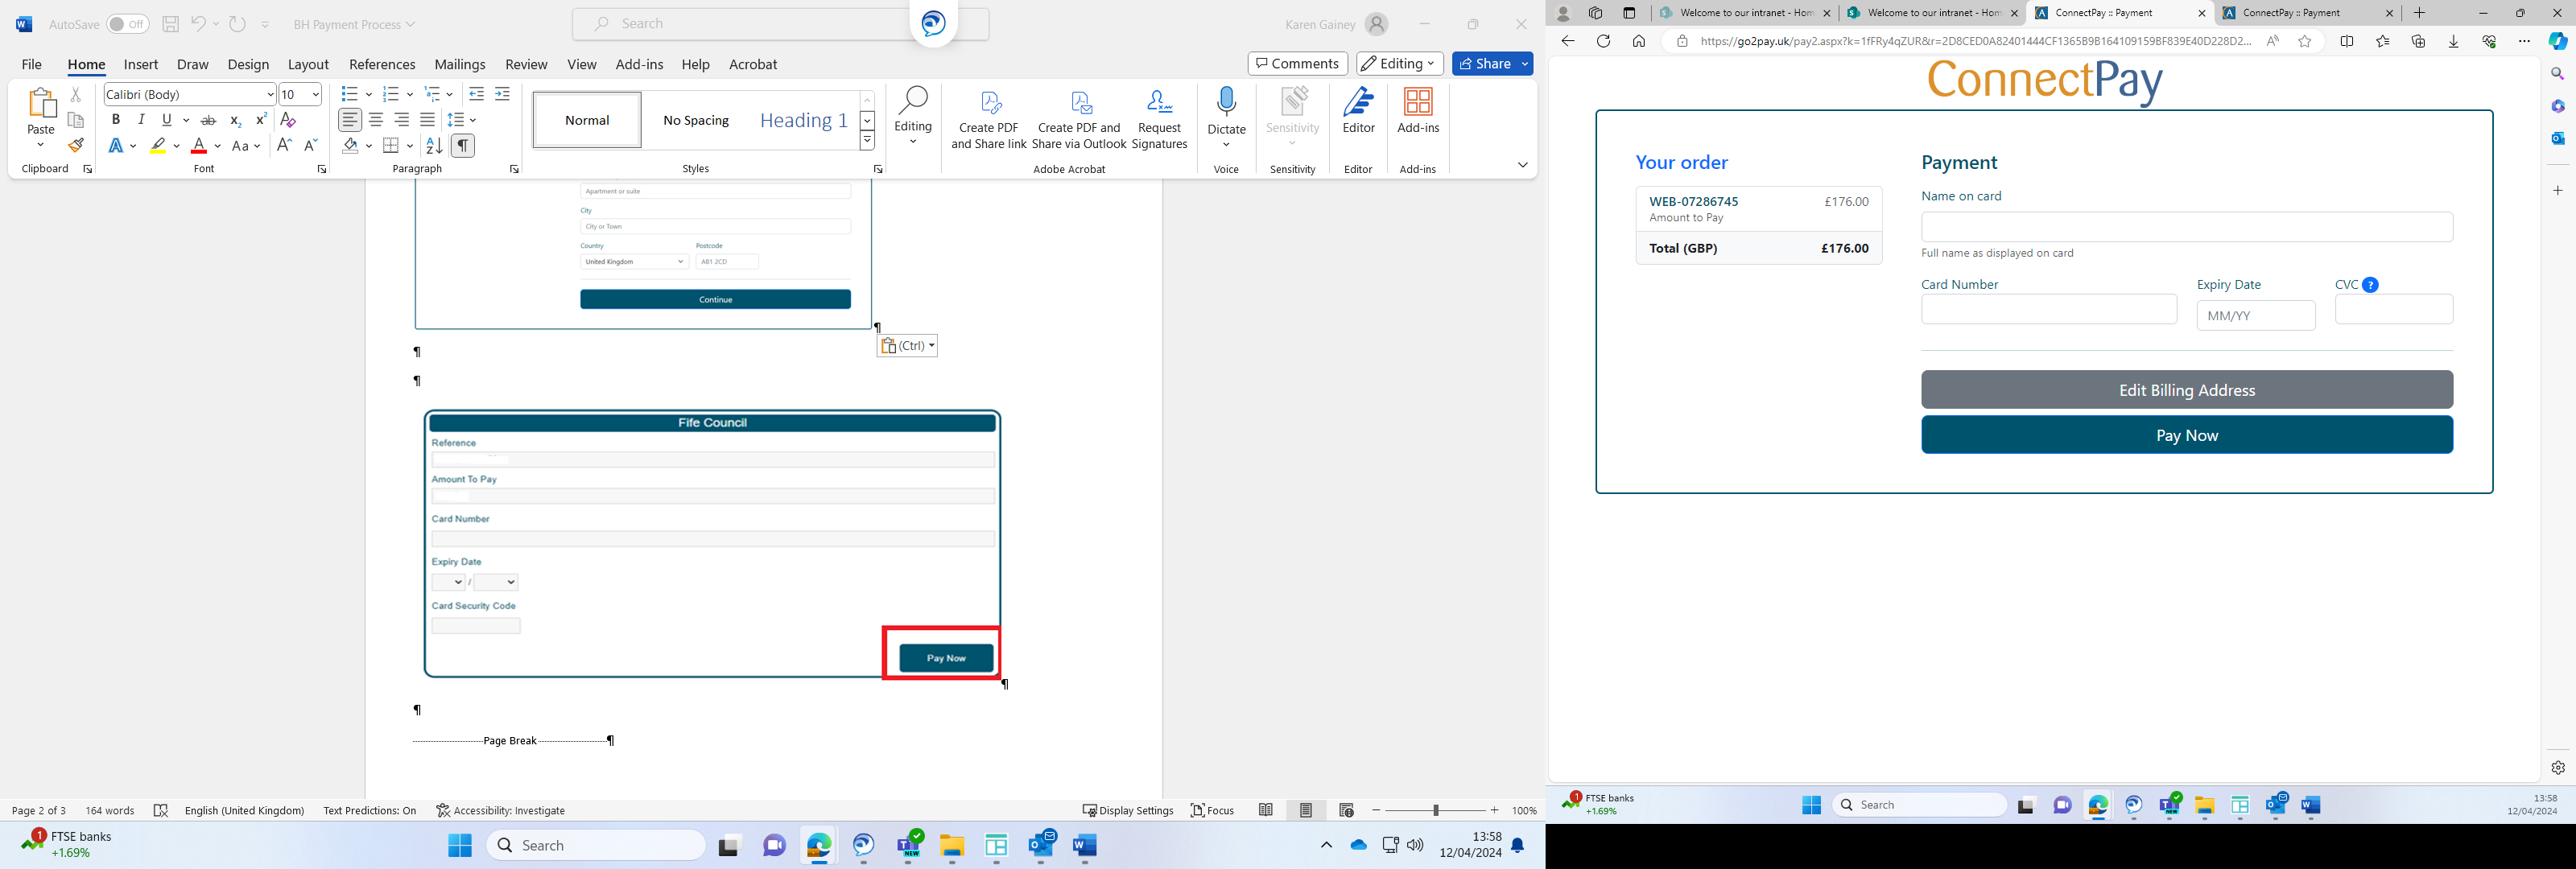 AutoSave Off
BH Payment Process
Search
Karen Gainey
File Home Insert Draw Design Layout References Mailings Review View Add-ins Help Acrobat
Comments Editing Share
Paste
Clipboard
Calibri (Body) 10
B I U ab x₂ x²
A Aa A A
Font
Paragraph
Normal
No Spacing
Heading 1
Styles
Editing
Create PDF and Share link
Create PDF and Share via Outlook
Request Signatures
Adobe Acrobat
Dictate
Voice
Sensitivity
Sensitivity
Editor
Editor
Add-ins
Add-ins
Apartment or suite
City
City or Town
Country Postcode
United Kingdom AB1 2CD
Continue
¶
(Ctrl)
¶
¶
Fife Council
Reference
Amount To Pay
Card Number
Expiry Date
/
Card Security Code
Pay Now
¶
¶
Page Break ¶
Page 2 of 3 164 words English (United Kingdom) Text Predictions: On Accessibility: Investigate
Display Settings Focus 100%
1 FTSE banks
+1.69%
Search
NEW
13:58
12/04/2024
Welcome to our intranet - Hom
Welcome to our intranet - Hom
ConnectPay :: Payment
ConnectPay :: Payment
https://go2pay.uk/pay2.aspx?k=1fFRy4qZUR&r=2D8CED0A82401444CF1365B9B164109159BF839E40D228D2...
ConnectPay
Your order
WEB-07286745 £176.00
Amount to Pay
Total (GBP) £176.00
Payment
Name on card
Full name as displayed on card
Card Number Expiry Date CVC ?
MM/YY
Edit Billing Address
Pay Now
1 FTSE banks
+1.69%
Search
NEW
13:58
12/04/2024